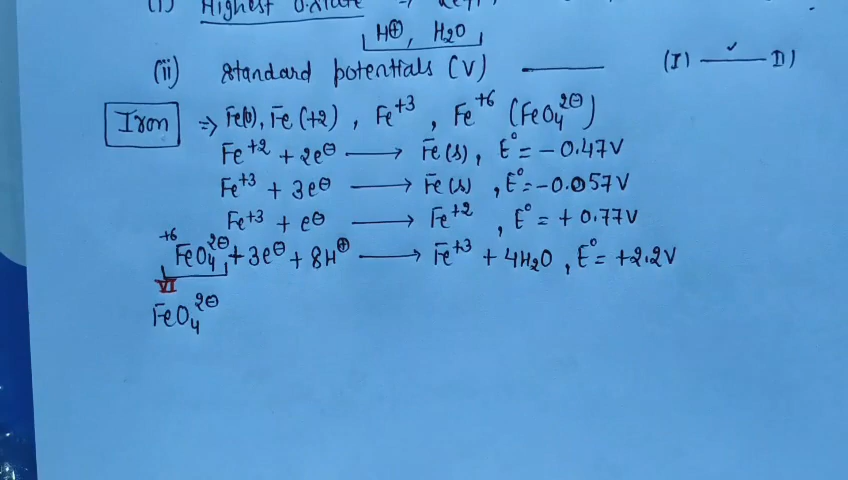 (i) Highest
H⊕, H2O
(ii) Standard potentials (V) ——— (I) —✓— D)
Iron ⇒ Fe(0), Fe(+2), Fe+3, Fe+6 (FeO4 2⊖)
Fe+2 + 2e⊖ ⟶ Fe(s), E° = -0.47V
Fe+3 + 3e⊖ ⟶ Fe(s), E° = -0.057V
Fe+3 + e⊖ ⟶ Fe+2, E° = +0.77V
+6
FeO4 2⊖ + 3e⊖ + 8H⊕ ⟶ Fe+3 + 4H2O, E° = +2.2V
VI
FeO4 2⊖